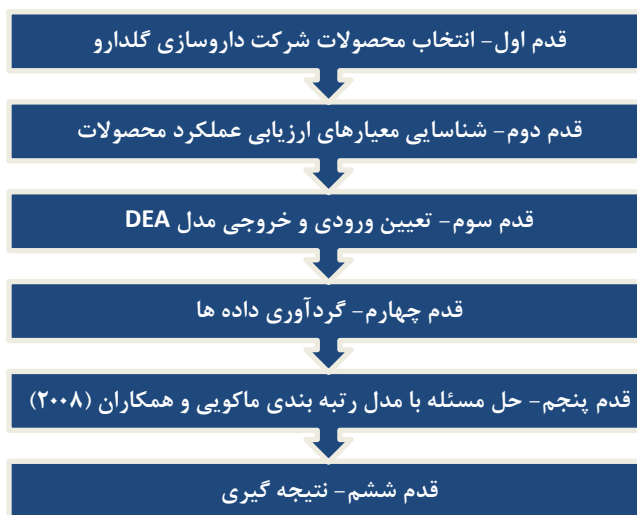 قدم اول- انتخاب محصولات شرکت داروسازی گلدارو
قدم دوم- شناسایی معیارهای ارزیابی عملکرد محصولات
قدم سوم- تعیین ورودی و خروجی مدل DEA
قدم چهارم- گردآوری داده ها
قدم پنجم- حل مسئله با مدل رتبه بندی ماکویی و همکاران (۲۰۰۸)
قدم ششم- نتیجه گیری